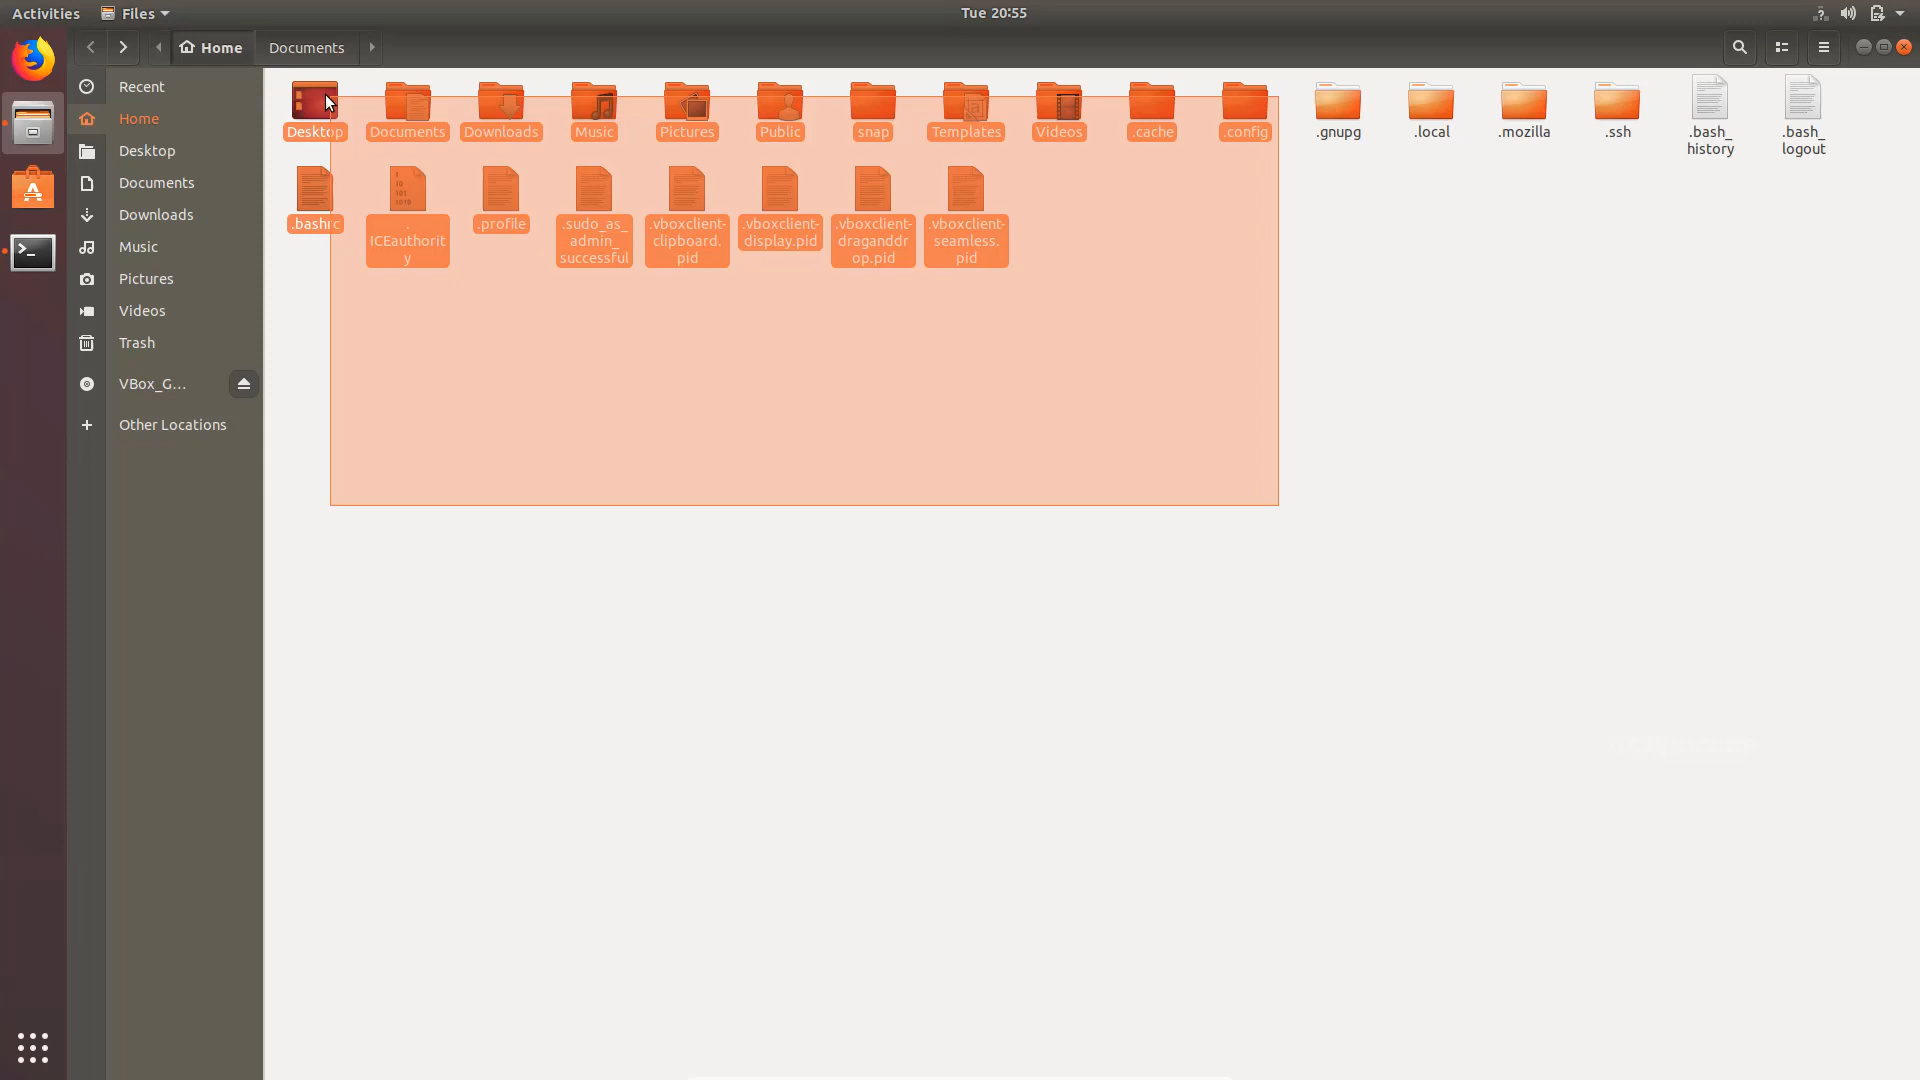 Activities
Files
Tue 20:55
Home
Documents
Recent
Home
Desktop
Documents
Downloads
Music
Pictures
Videos
Trash
VBox_G...
Other Locations
Desktop
Documents
Downloads
Music
Pictures
Public
snap
Templates
Videos
.cache
.config
.gnupg
.local
.mozilla
.ssh
.bash_
history
.bash_
logout
.bashrc
.
ICEauthorit
y
.profile
.sudo_as_
admin_
successful
.vboxclient-
clipboard.
pid
.vboxclient-
display.pid
.vboxclient-
draganddr
op.pid
.vboxclient-
seamless.
pid